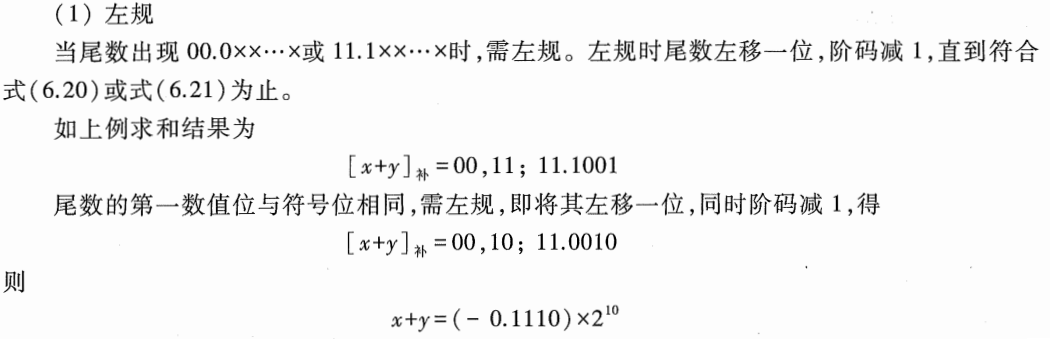 (1) 左规
当尾数出现 00.0××…×或 11.1××…×时,需左规。左规时尾数左移一位,阶码减 1,直到符合
式(6.20)或式(6.21)为止。
如上例求和结果为
[x+y]补=00,11; 11.1001
尾数的第一数值位与符号位相同,需左规,即将其左移一位,同时阶码减 1,得
[x+y]补=00,10; 11.0010
则
x+y=(- 0.1110)×2¹⁰